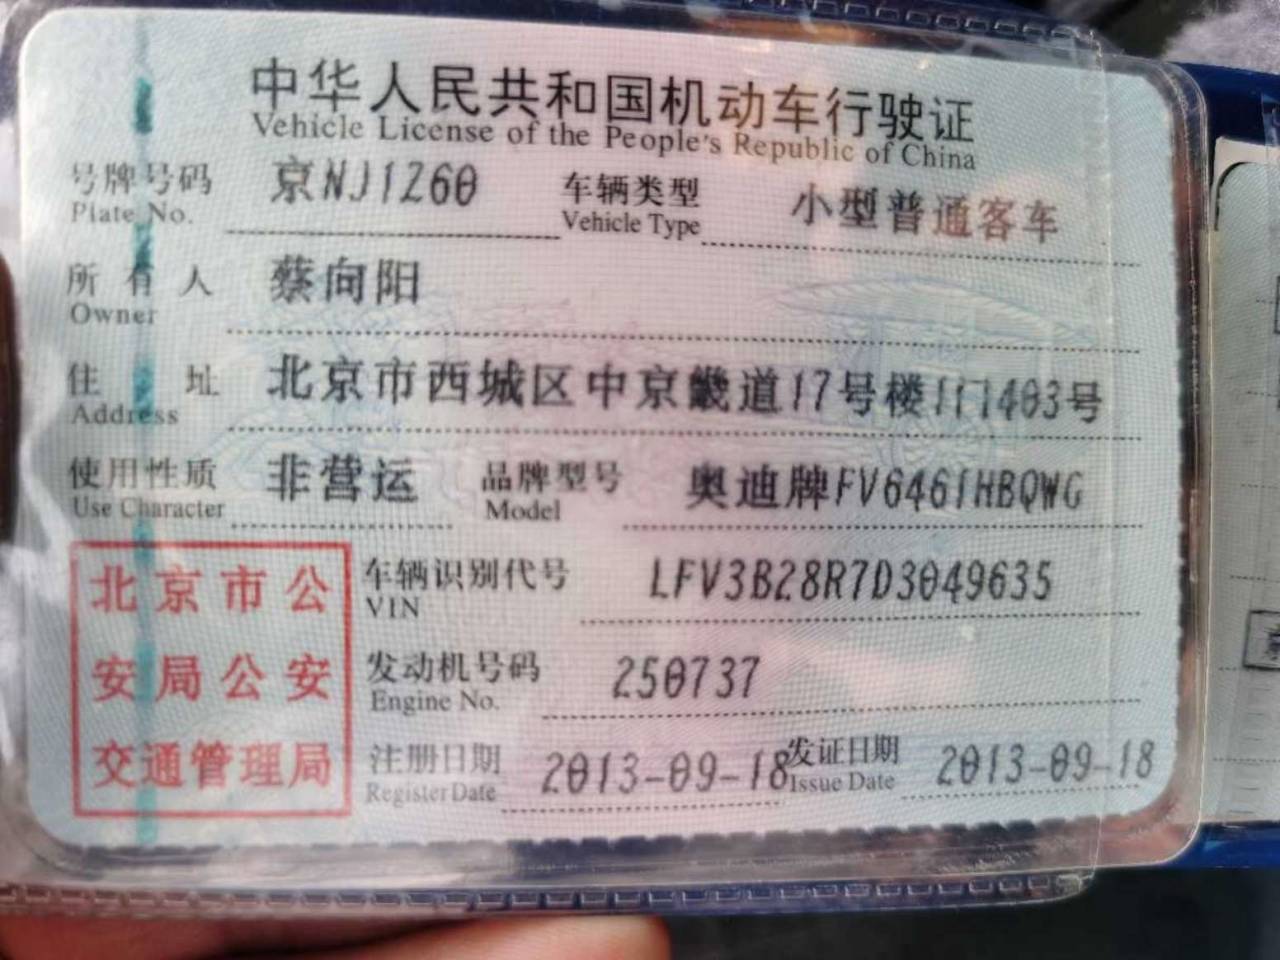 中华人民共和国机动车行驶证
Vehicle License of the People's Republic of China
号牌号码 京NJ1260 车辆类型 小型普通客车
Plate No. Vehicle Type
所有人 蔡向阳
Owner
住址 北京市西城区中京畿道17号楼1门1403号
Address
使用性质 非营运 品牌型号 奥迪牌FV6461HBQWG
Use Character Model
北京市公
安局公安
交通管理局
车辆识别代号 LFV3B28R7D3049635
VIN
发动机号码 250737
Engine No.
注册日期 2013-09-18 发证日期 2013-09-18
Register Date Issue Date